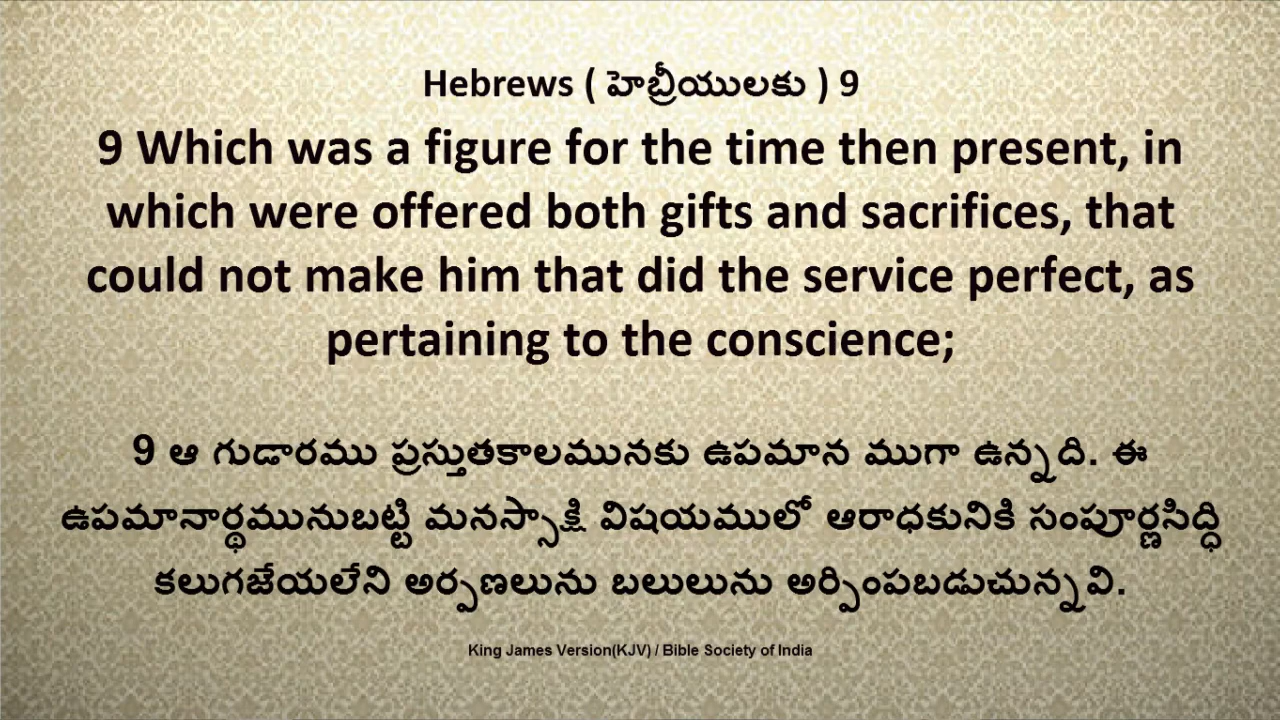 Hebrews ( హెబ్రీయులకు ) 9
9 Which was a figure for the time then present, in
which were offered both gifts and sacrifices, that
could not make him that did the service perfect, as
pertaining to the conscience;
9 ఆ గుడారము ప్రస్తుతకాలమునకు ఉపమాన ముగా ఉన్నది. ఈ
ఉపమానార్థమునుబట్టి మనస్సాక్షి విషయములో ఆరాధకునికి సంపూర్ణసిద్ధి
కలుగజేయలేని అర్పణలును బలులును అర్పింపబడుచున్నవి.
King James Version(KJV) / Bible Society of India